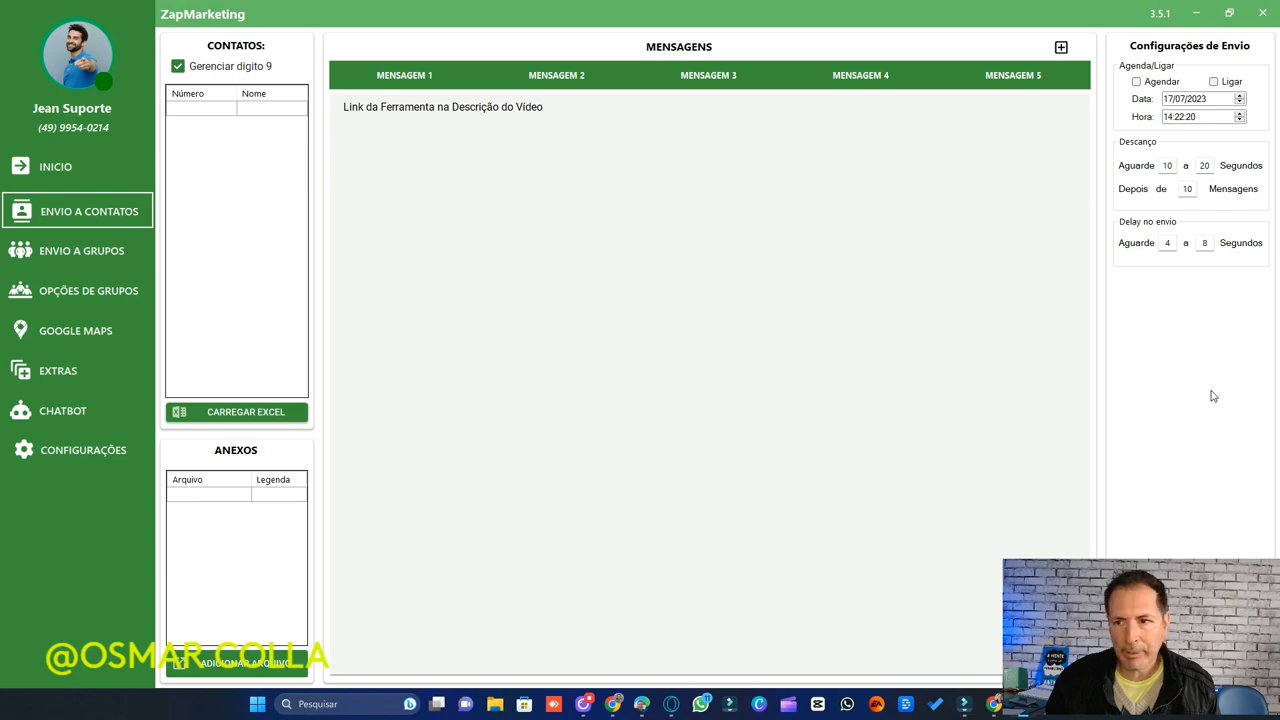 ZapMarketing
3.5.1
Jean Suporte
(49) 9954-0214
INICIO
ENVIO A CONTATOS
ENVIO A GRUPOS
OPÇÕES DE GRUPOS
GOOGLE MAPS
EXTRAS
CHATBOT
CONFIGURAÇÕES
CONTATOS:
Gerenciar digito 9
Número Nome
CARREGAR EXCEL
ANEXOS
Arquivo Legenda
ADICIONAR ARQUIVO
@OSMAR COLLA
MENSAGENS
MENSAGEM 1 MENSAGEM 2 MENSAGEM 3 MENSAGEM 4 MENSAGEM 5
Link da Ferramenta na Descrição do Vídeo
Configurações de Envio
Agenda/Ligar
Agendar Ligar
Data: 17/07/2023
Hora: 14:22:20
Descanço
Aguarde 10 a 20 Segundos
Depois de 10 Mensagens
Delay no envio
Aguarde 4 a 8 Segundos
A MENTE
Pesquisar